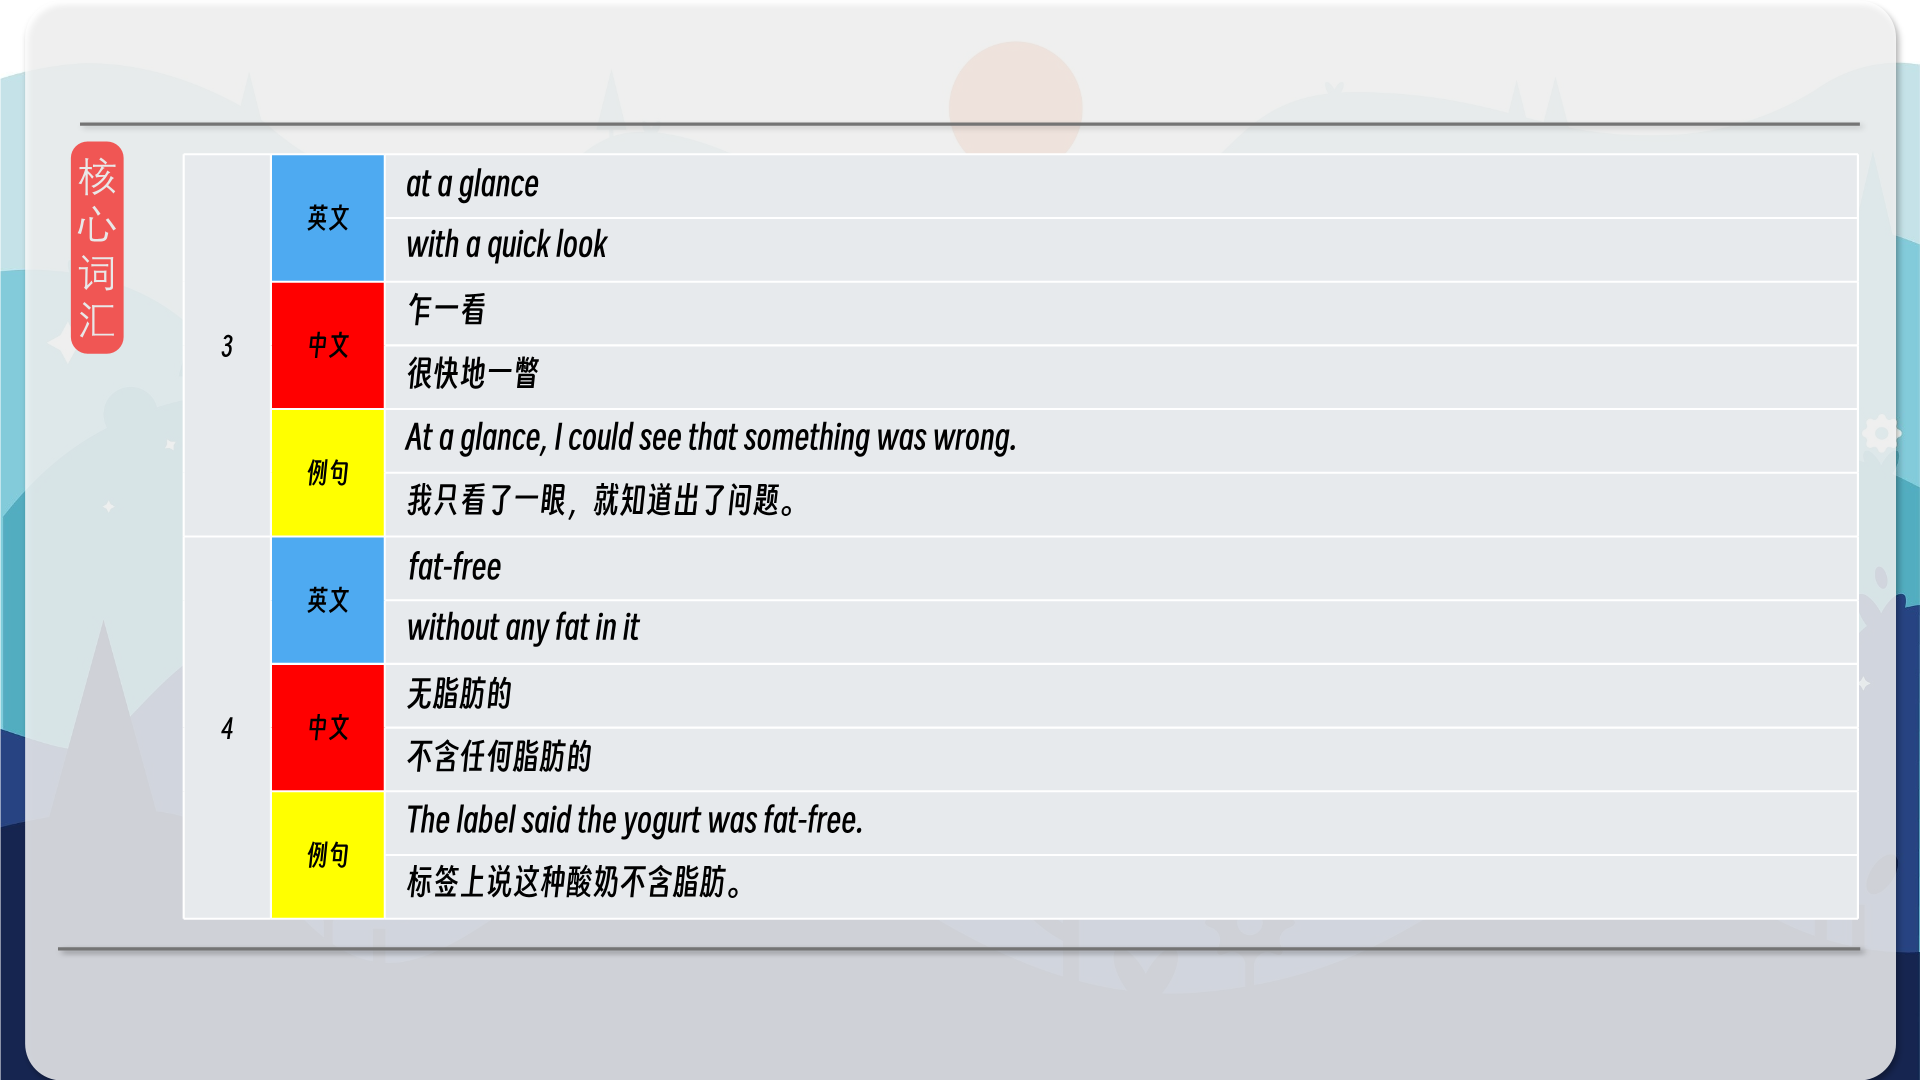 核
心
词
汇
3
英文
at a glance
with a quick look
中文
乍一看
很快地一瞥
例句
At a glance, I could see that something was wrong.
我只看了一眼，就知道出了问题。
4
英文
fat-free
without any fat in it
中文
无脂肪的
不含任何脂肪的
例句
The label said the yogurt was fat-free.
标签上说这种酸奶不含脂肪。